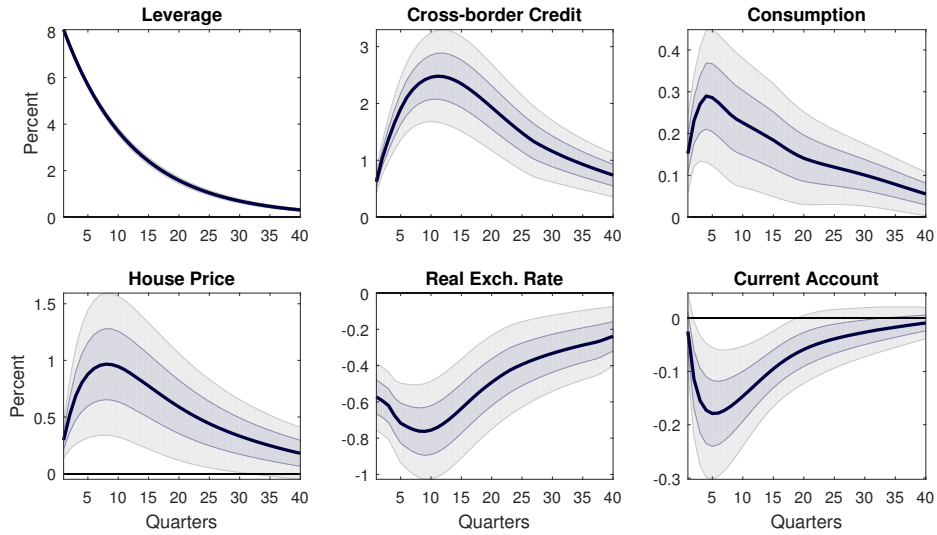 Leverage
Cross-border Credit
Consumption
Percent
8
6
4
2
0
5 10 15 20 25 30 35 40
3
2
1
0
5 10 15 20 25 30 35 40
0.4
0.3
0.2
0.1
0
5 10 15 20 25 30 35 40
House Price
Real Exch. Rate
Current Account
Percent
1.5
1
0.5
0
5 10 15 20 25 30 35 40
Quarters
0
-0.2
-0.4
-0.6
-0.8
-1
5 10 15 20 25 30 35 40
Quarters
0
-0.1
-0.2
-0.3
5 10 15 20 25 30 35 40
Quarters